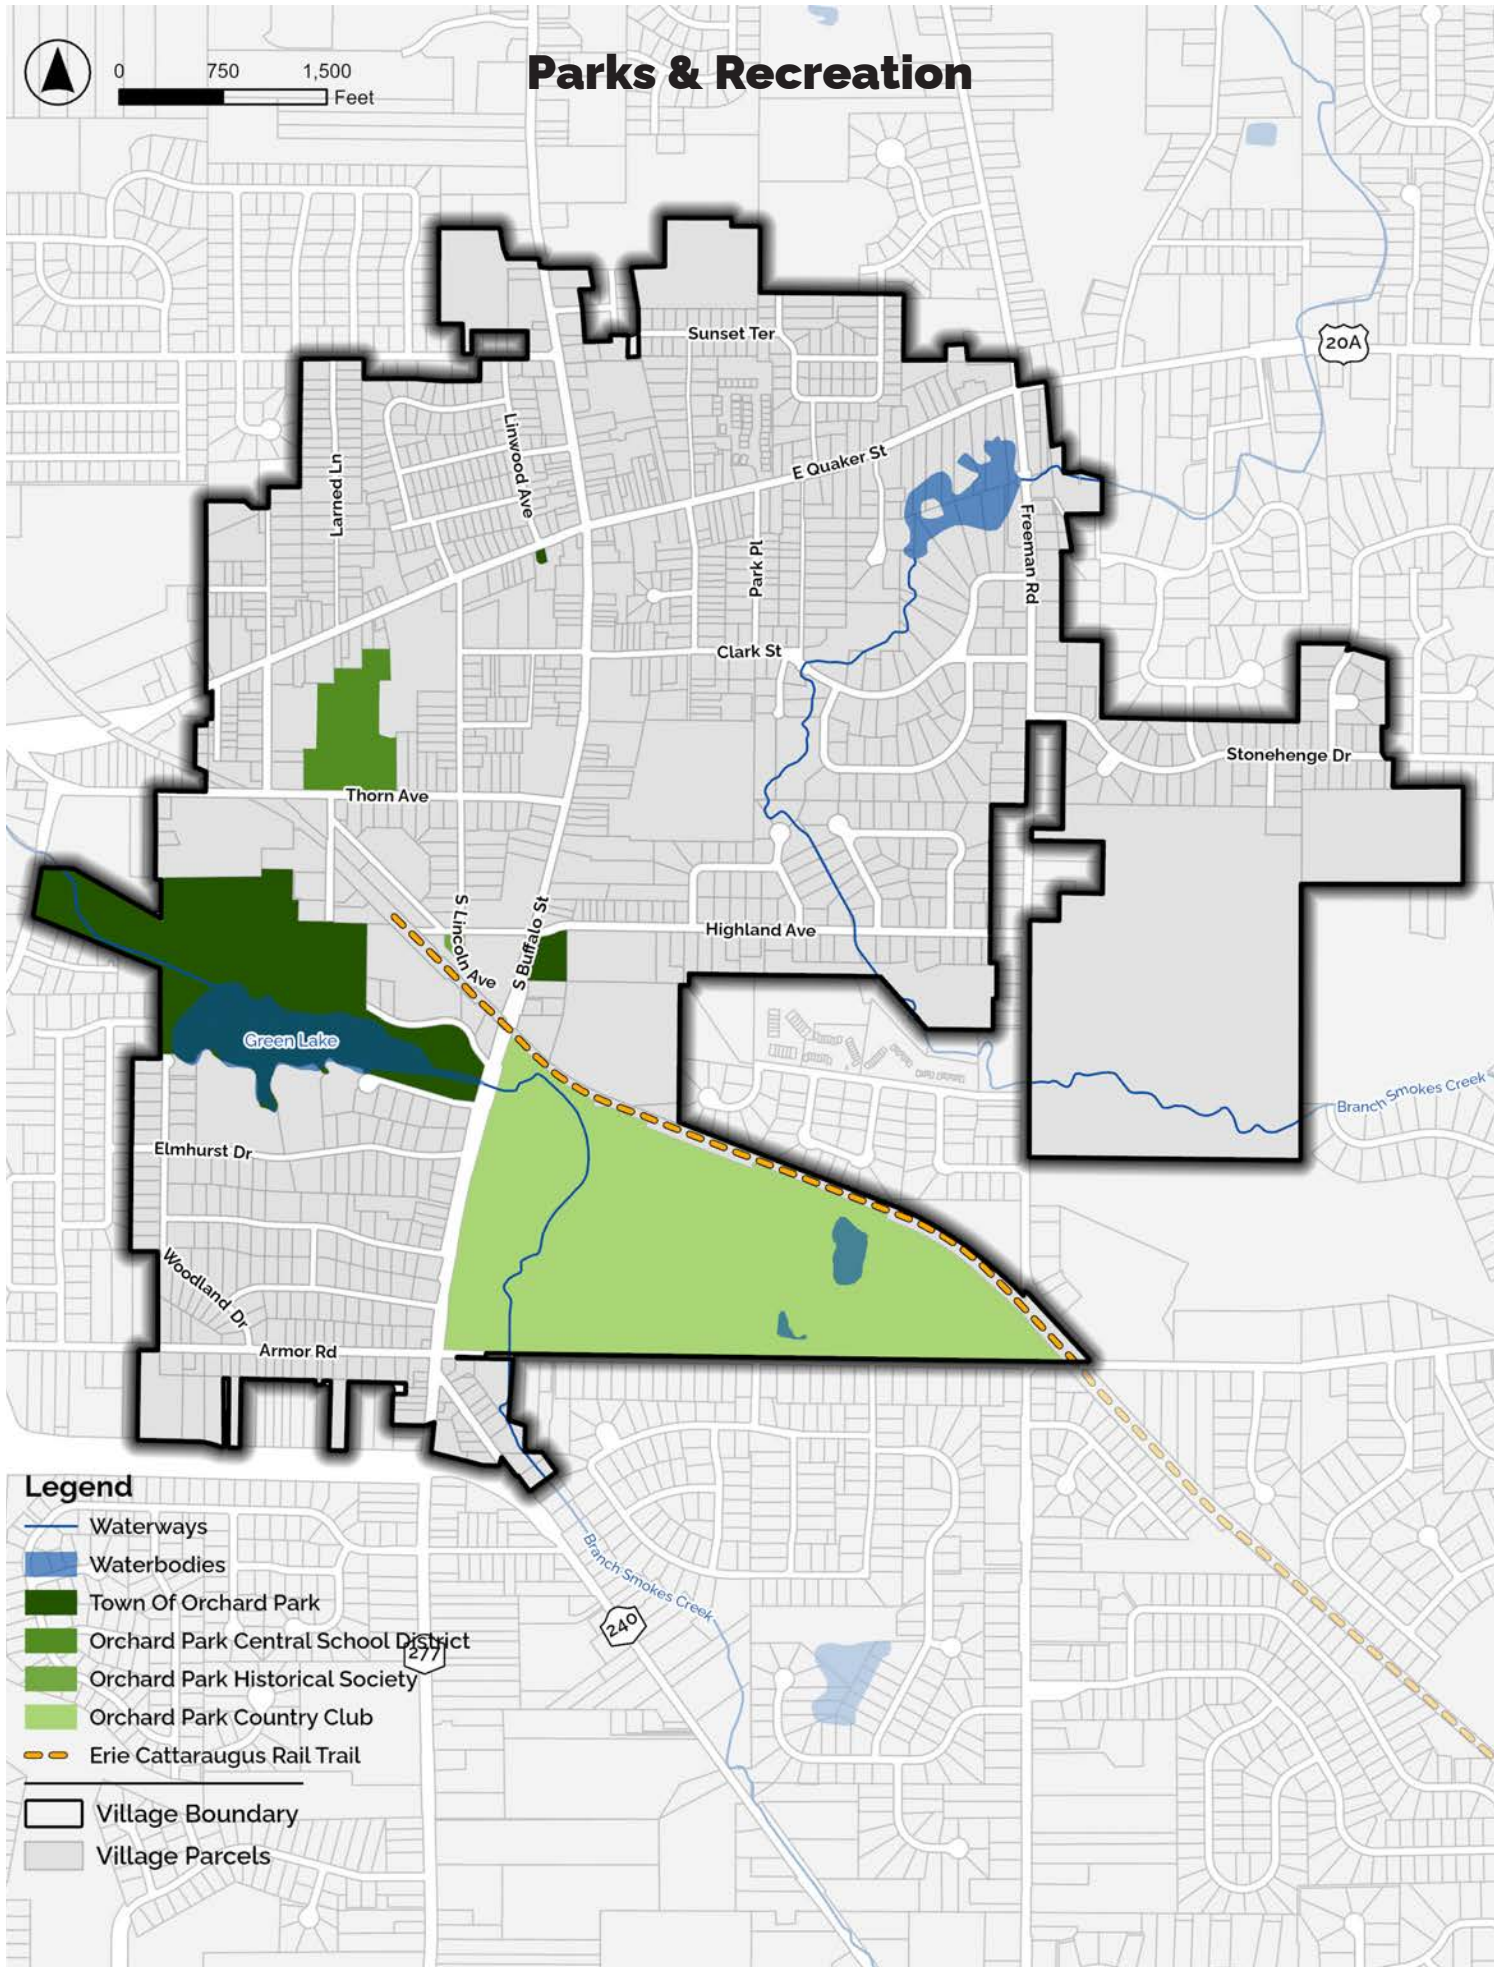 Parks & Recreation
0 750 1,500
Feet
Sunset Ter
20A
Linwood Ave
E Quaker St
Larned Ln
Freeman Rd
Park Pl
Clark St
Stonehenge Dr
Thorn Ave
S Lincoln Ave
S Buffalo St
Highland Ave
Green Lake
Branch Smokes Creek
Elmhurst Dr
Woodland Dr
Armor Rd
Legend
Waterways
Waterbodies
Town Of Orchard Park
Orchard Park Central School District
Orchard Park Historical Society
Orchard Park Country Club
Erie Cattaraugus Rail Trail
Village Boundary
Village Parcels
Branch Smokes Creek
240
277